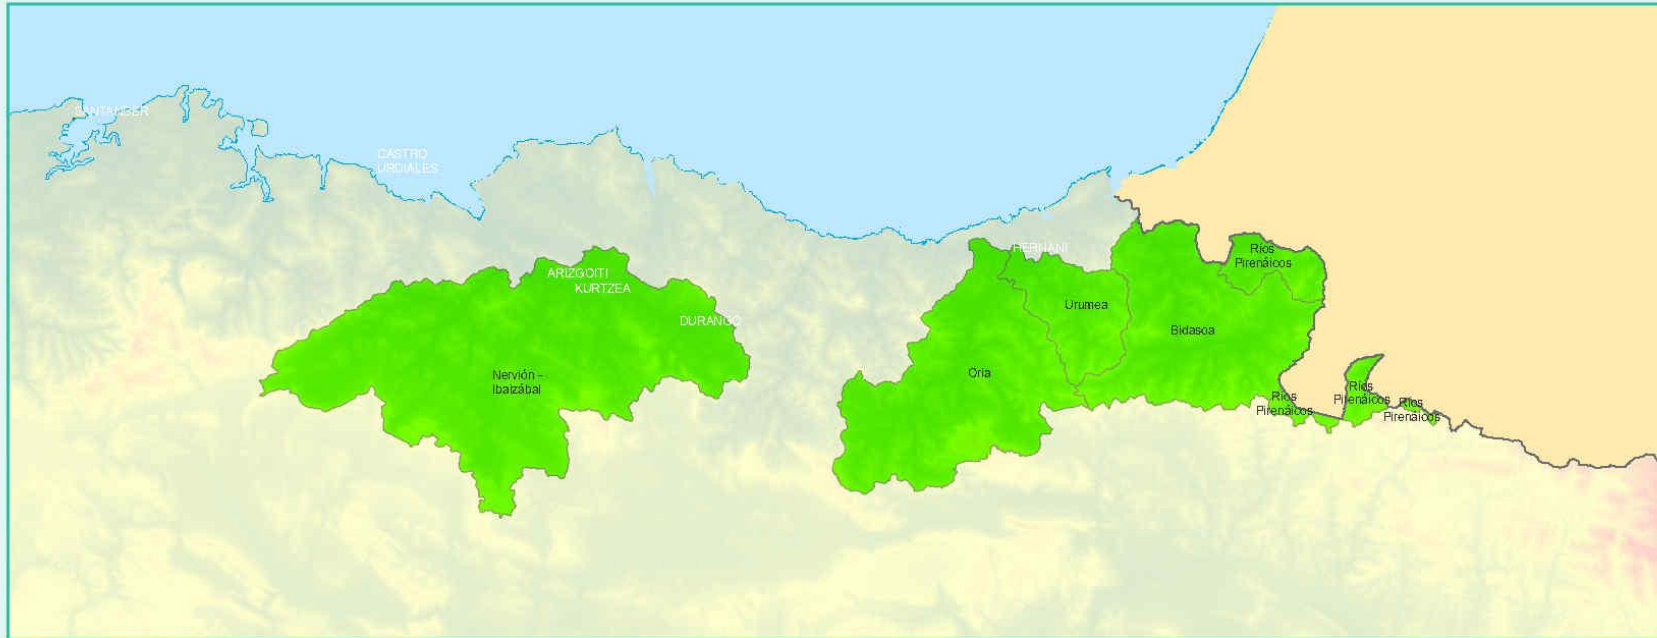 SANTANDER
CASTRO
URDIALES
HERNANI
Ríos
Pirenáicos
ARIZGOITI
KURTZEA
Urumea
DURANGO
Bidasoa
Nervión -
Ibaizábal
Oria
Ríos
Pirenáicos
Ríos
Pirenáicos
Ríos
Pirenáicos